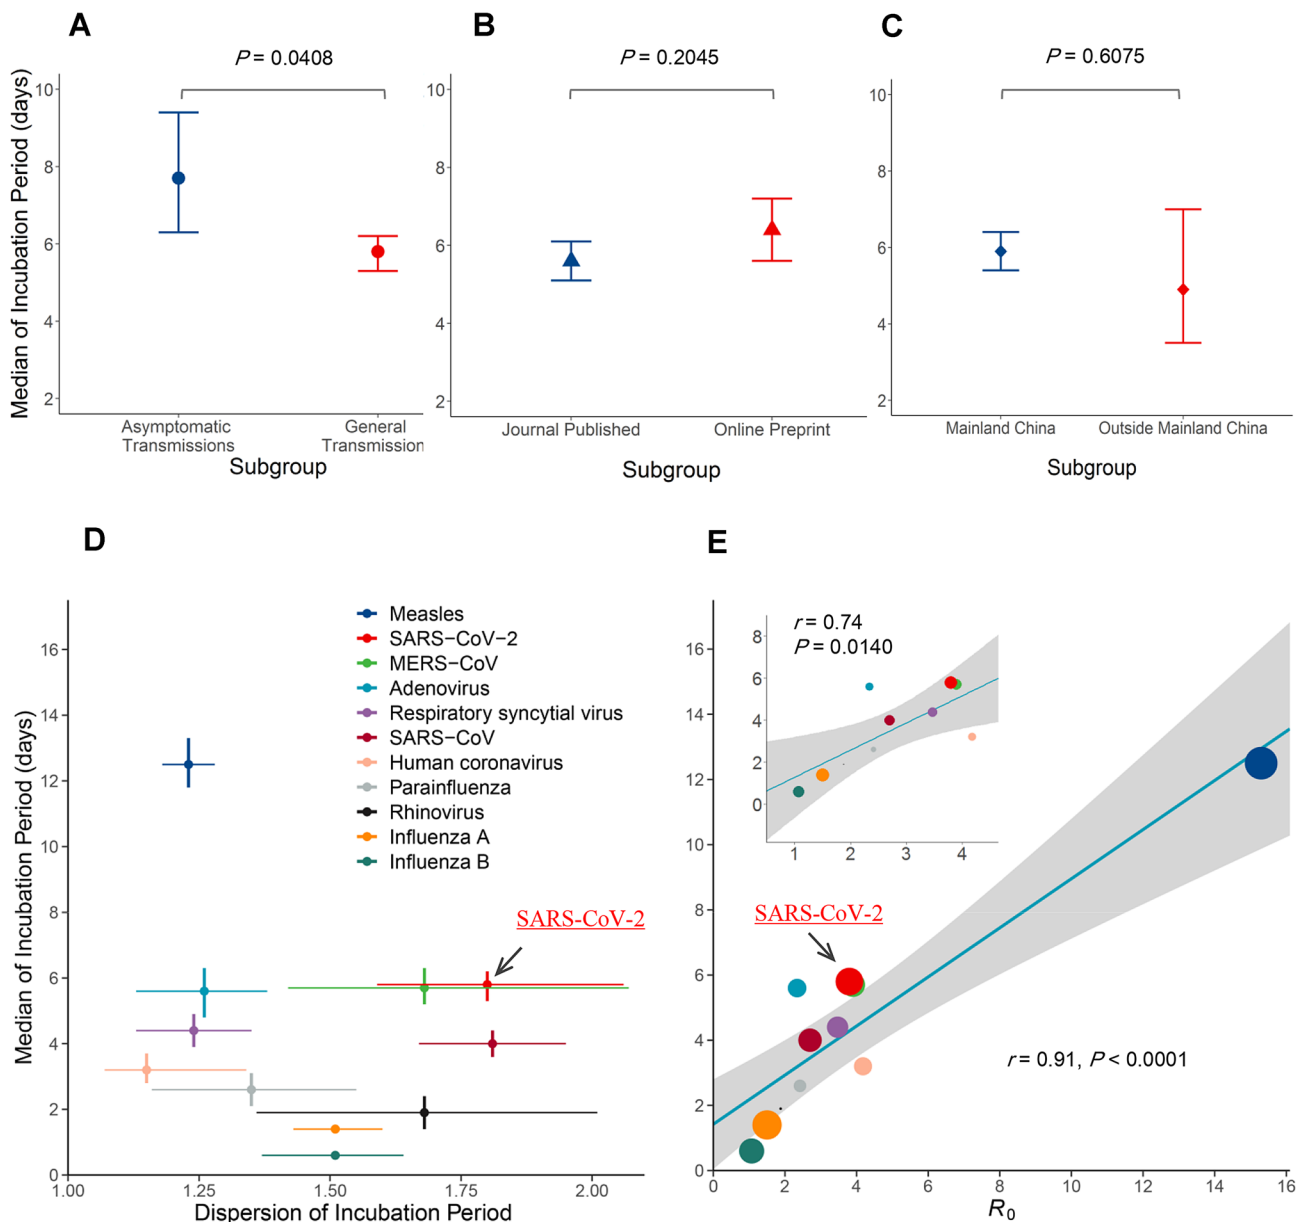 A
P = 0.0408
Median of Incubation Period (days)
10
8
6
4
2
Asymptomatic
Transmissions
General
Transmission
Subgroup
B
P = 0.2045
10
8
6
4
2
Journal Published
Online Preprint
Subgroup
C
P = 0.6075
10
8
6
4
2
Mainland China
Outside Mainland China
Subgroup
D
Median of Incubation Period (days)
16
14
12
10
8
6
4
2
0
Measles
SARS−CoV−2
MERS−CoV
Adenovirus
Respiratory syncytial virus
SARS−CoV
Human coronavirus
Parainfluenza
Rhinovirus
Influenza A
Influenza B
SARS-CoV-2
1.00
1.25
1.50
1.75
2.00
Dispersion of Incubation Period
E
16
14
12
10
8
6
4
2
0
r = 0.74
P = 0.0140
8
6
4
2
0
1
2
3
4
SARS-CoV-2
r = 0.91, P < 0.0001
0
2
4
6
8
10
12
14
16
R0